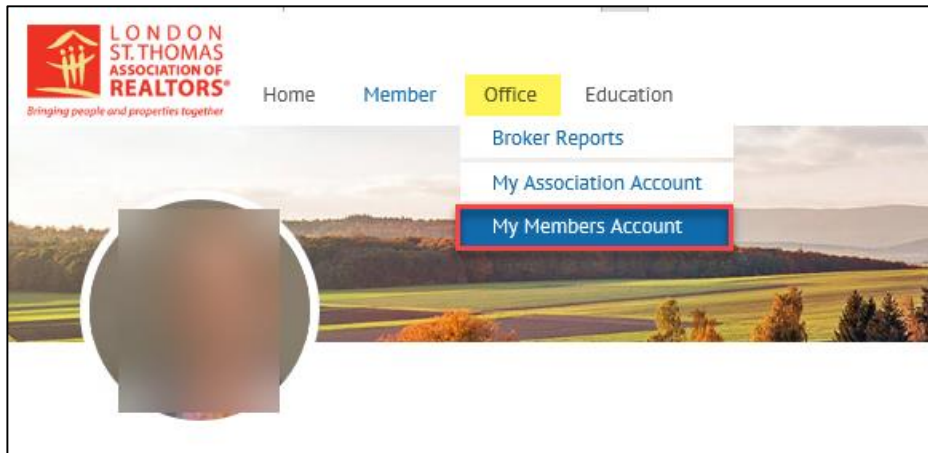 LONDON
ST. THOMAS
ASSOCIATION OF
REALTORS®
Bringing people and properties together
Home Member Office Education
Broker Reports
My Association Account
My Members Account